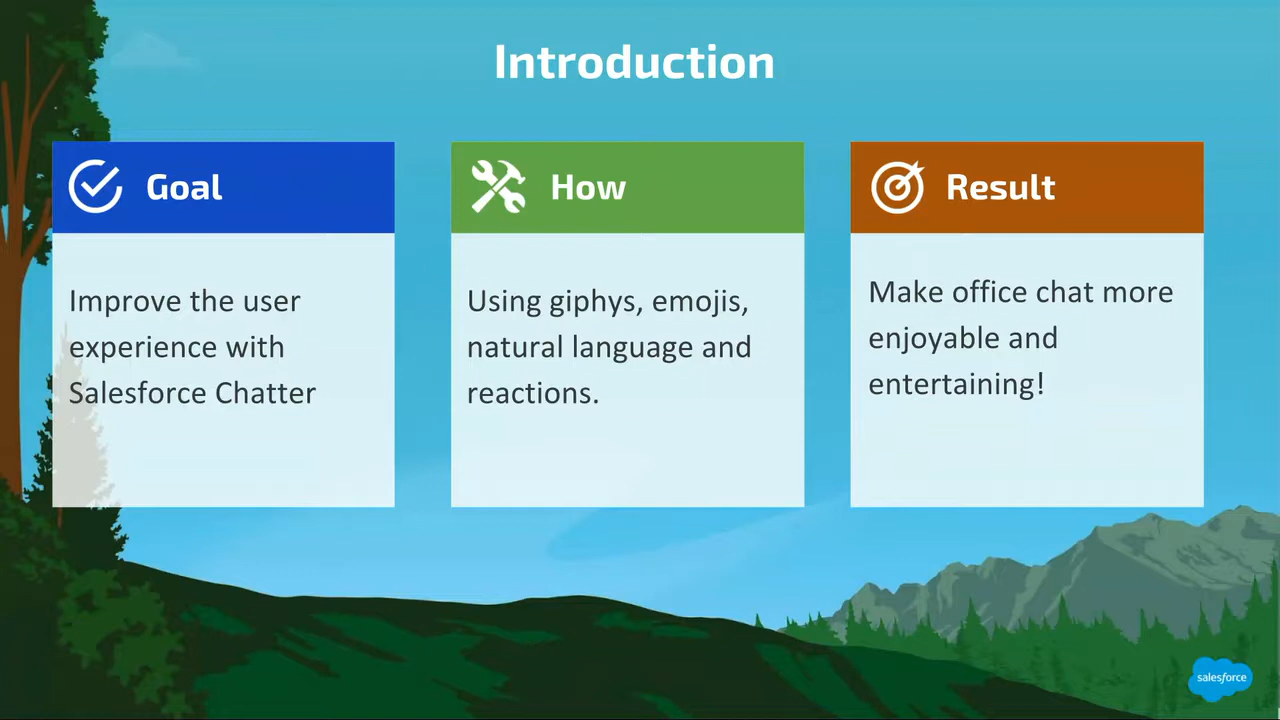 Introduction
Goal
Improve the user
experience with
Salesforce Chatter
How
Using giphys, emojis,
natural language and
reactions.
Result
Make office chat more
enjoyable and
entertaining!
salesforce